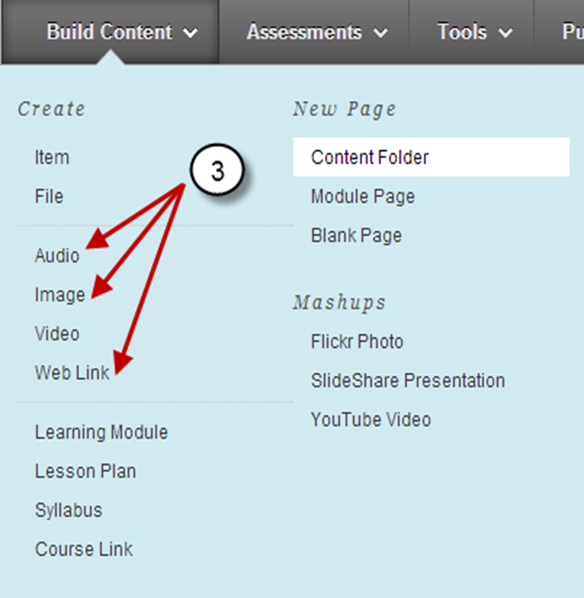 Build Content
Assessments
Tools
Pu
Create
Item
File
3
Audio
Image
Video
Web Link
Learning Module
Lesson Plan
Syllabus
Course Link
New Page
Content Folder
Module Page
Blank Page
Mashups
Flickr Photo
SlideShare Presentation
YouTube Video